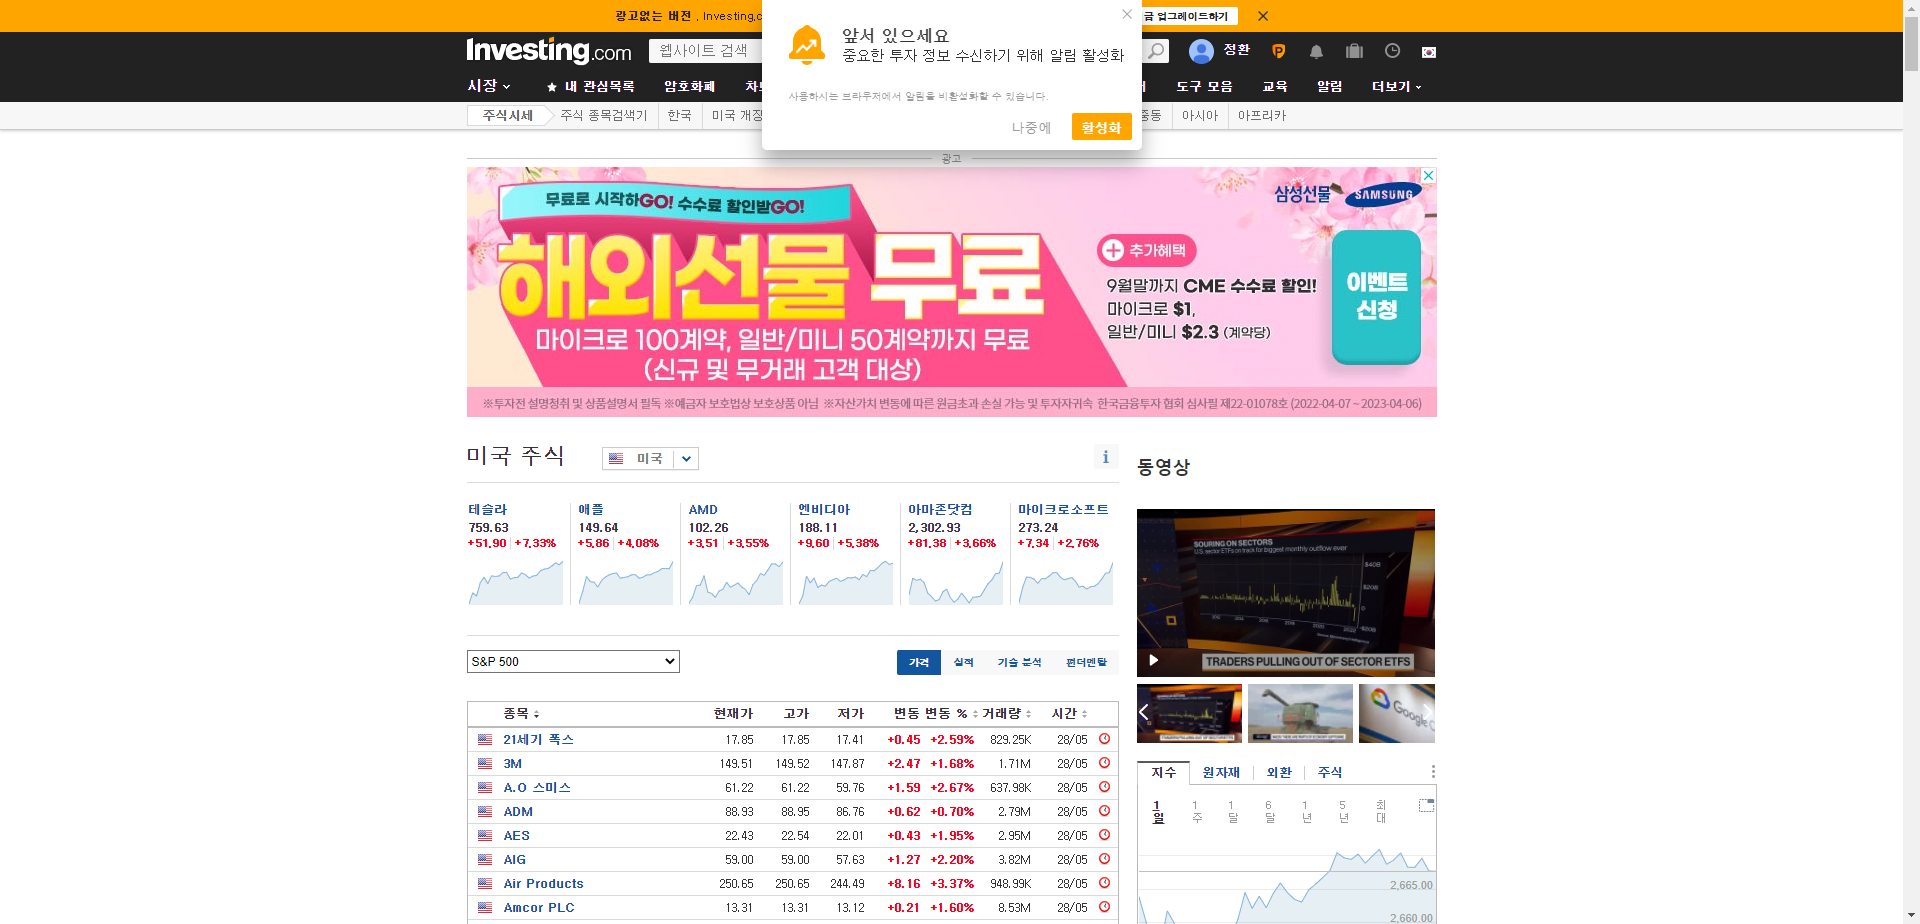 광고없는 버전 , Investing.c
금 업그레이드하기
앞서 있으세요
중요한 투자 정보 수신하기 위해 알림 활성화
사용하시는 브라우저에서 알림을 비활성화할 수 있습니다.
나중에
활성화
Investing.com
웹사이트 검색
정환
시장
내 관심목록
암호화폐
도구 모음
교육
알림
더보기
주식시세
주식 종목검색기
한국
미국 개장
중동
아시아
아프리카
광고
무료로 시작하GO! 수수료 할인받GO!
해외선물 무료
마이크로 100계약, 일반/미니 50계약까지 무료
(신규 및 무거래 고객 대상)
삼성선물 SAMSUNG
추가혜택
9월말까지 CME 수수료 할인!
마이크로 $1,
일반/미니 $2.3 (계약당)
이벤트
신청
※투자전 설명청취 및 상품설명서 필독 ※예금자 보호법상 보호상품 아님 ※자산가치 변동에 따른 원금초과 손실 가능 및 투자자귀속 한국금융투자 협회 심사필 제22-01078호 (2022-04-07 ~ 2023-04-06)
미국 주식
미국
i
테슬라
759.63
+51.90 +7.33%
애플
149.64
+5.86 +4.08%
AMD
102.26
+3.51 +3.55%
엔비디아
188.11
+9.60 +5.38%
아마존닷컴
2,302.93
+81.38 +3.66%
마이크로소프트
273.24
+7.34 +2.76%
S&P 500
가격
실적
기술 분석
펀더멘탈
종목 현재가 고가 저가 변동 변동 % 거래량 시간
21세기 폭스 17.85 17.85 17.41 +0.45 +2.59% 829.25K 28/05
3M 149.51 149.52 147.87 +2.47 +1.68% 1.71M 28/05
A.O 스미스 61.22 61.22 59.76 +1.59 +2.67% 637.98K 28/05
ADM 88.93 88.95 86.76 +0.62 +0.70% 2.79M 28/05
AES 22.43 22.54 22.01 +0.43 +1.95% 2.95M 28/05
AIG 59.00 59.00 57.63 +1.27 +2.20% 3.82M 28/05
Air Products 250.65 250.65 244.49 +8.16 +3.37% 948.99K 28/05
Amcor PLC 13.31 13.31 13.12 +0.21 +1.60% 8.53M 28/05
동영상
SOURING ON SECTORS
U.S. sector ETFs on track for biggest monthly outflow ever
$40B
$20B
0
-$20B
TRADERS PULLING OUT OF SECTOR ETFS
Google
지수
원자재
외환
주식
1일
1주
1달
6달
1년
5년
최대
2,665.00
2,660.00